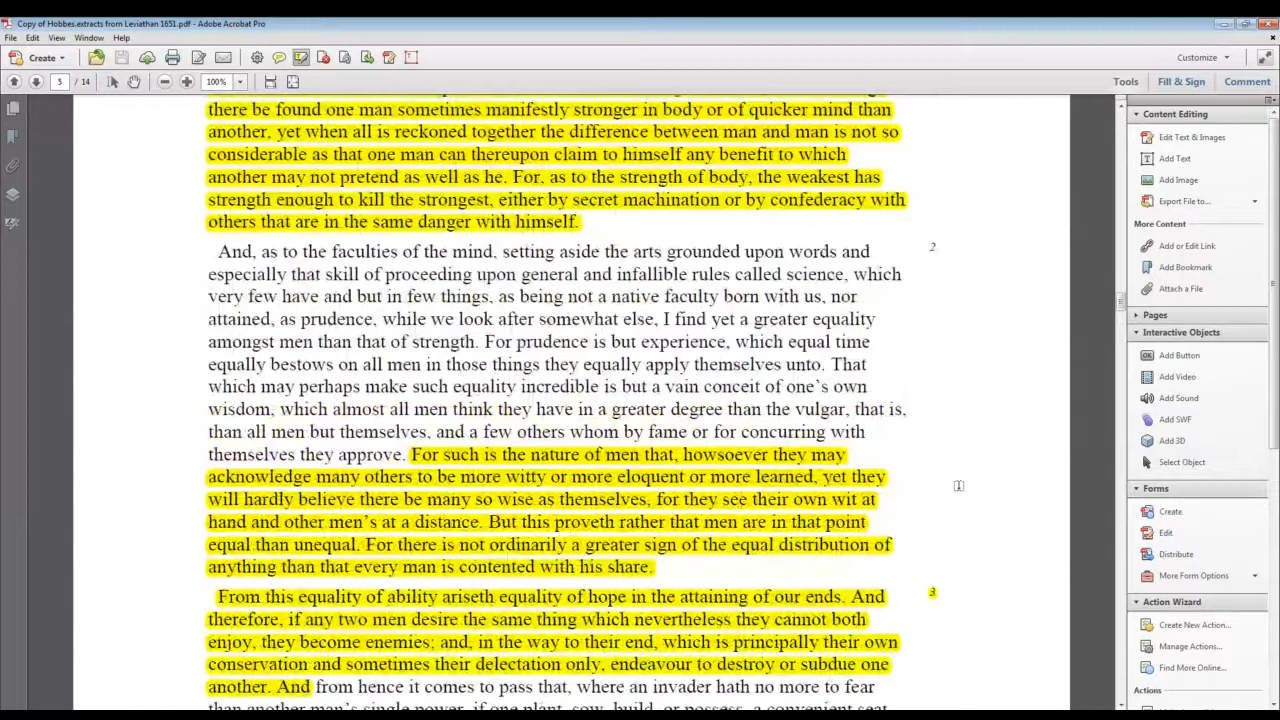 Copy of Hobbes.extracts from Leviathan 1651.pdf - Adobe Acrobat Pro
File Edit View Window Help
Create
Customize
5 / 14
100%
Tools Fill & Sign Comment
there be found one man sometimes manifestly stronger in body or of quicker mind than
another, yet when all is reckoned together the difference between man and man is not so
considerable as that one man can thereupon claim to himself any benefit to which
another may not pretend as well as he. For, as to the strength of body, the weakest has
strength enough to kill the strongest, either by secret machination or by confederacy with
others that are in the same danger with himself.
And, as to the faculties of the mind, setting aside the arts grounded upon words and 2
especially that skill of proceeding upon general and infallible rules called science, which
very few have and but in few things, as being not a native faculty born with us, nor
attained, as prudence, while we look after somewhat else, I find yet a greater equality
amongst men than that of strength. For prudence is but experience, which equal time
equally bestows on all men in those things they equally apply themselves unto. That
which may perhaps make such equality incredible is but a vain conceit of one's own
wisdom, which almost all men think they have in a greater degree than the vulgar, that is,
than all men but themselves, and a few others whom by fame or for concurring with
themselves they approve. For such is the nature of men that, howsoever they may
acknowledge many others to be more witty or more eloquent or more learned, yet they
will hardly believe there be many so wise as themselves, for they see their own wit at
hand and other men's at a distance. But this proveth rather that men are in that point
equal than unequal. For there is not ordinarily a greater sign of the equal distribution of
anything than that every man is contented with his share.
From this equality of ability ariseth equality of hope in the attaining of our ends. And 3
therefore, if any two men desire the same thing which nevertheless they cannot both
enjoy, they become enemies; and, in the way to their end, which is principally their own
conservation and sometimes their delectation only, endeavour to destroy or subdue one
another. And from hence it comes to pass that, where an invader hath no more to fear
than another man's single power, if one plant, sow, build, or possess, a convenient seat
Content Editing
Edit Text & Images
Add Text
Add Image
Export File to...
More Content
Add or Edit Link
Add Bookmark
Attach a File
Pages
Interactive Objects
OK Add Button
Add Video
Add Sound
Add SWF
Add 3D
Select Object
Forms
Create
Edit
Distribute
More Form Options
Action Wizard
Create New Action...
Manage Actions...
Find More Online...
Actions